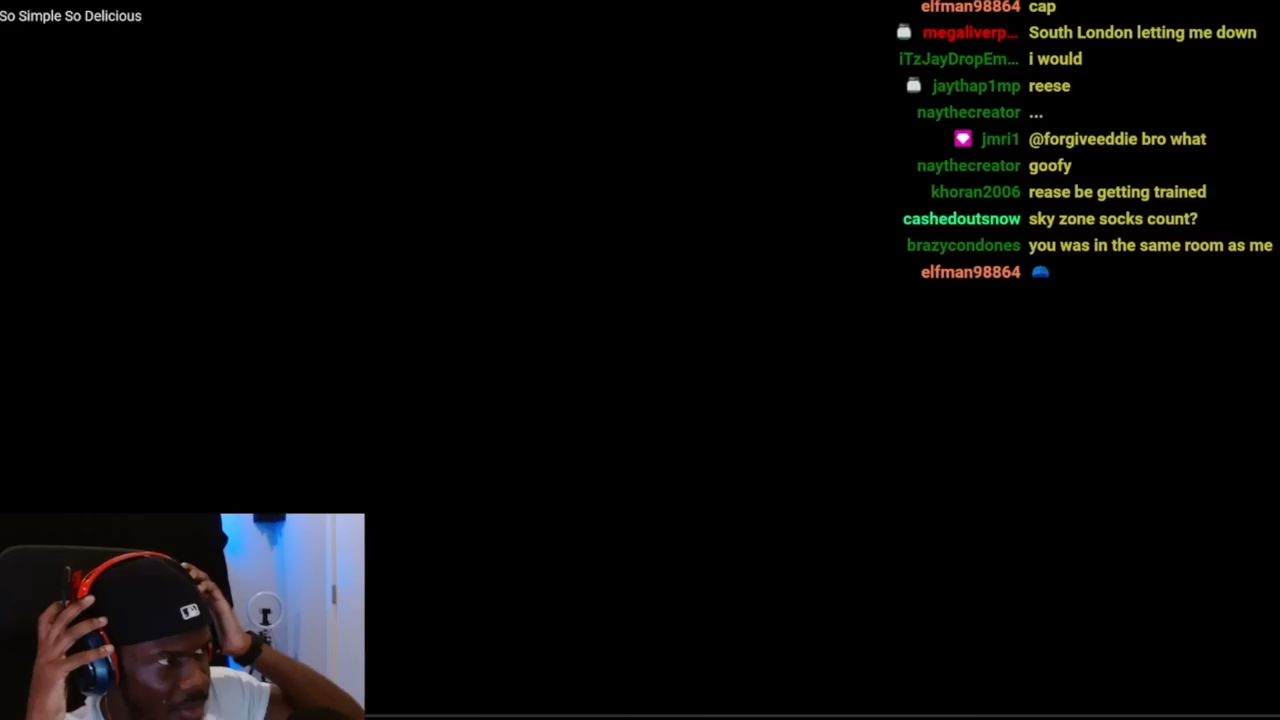 So Simple So Delicious
elfman98864 cap
megaliverp... South London letting me down
iTzJayDropEm... i would
jaythap1mp reese
naythecreator ...
jmri1 @forgiveeddie bro what
naythecreator goofy
khoran2006 rease be getting trained
cashedoutsnow sky zone socks count?
brazycondones you was in the same room as me
elfman98864